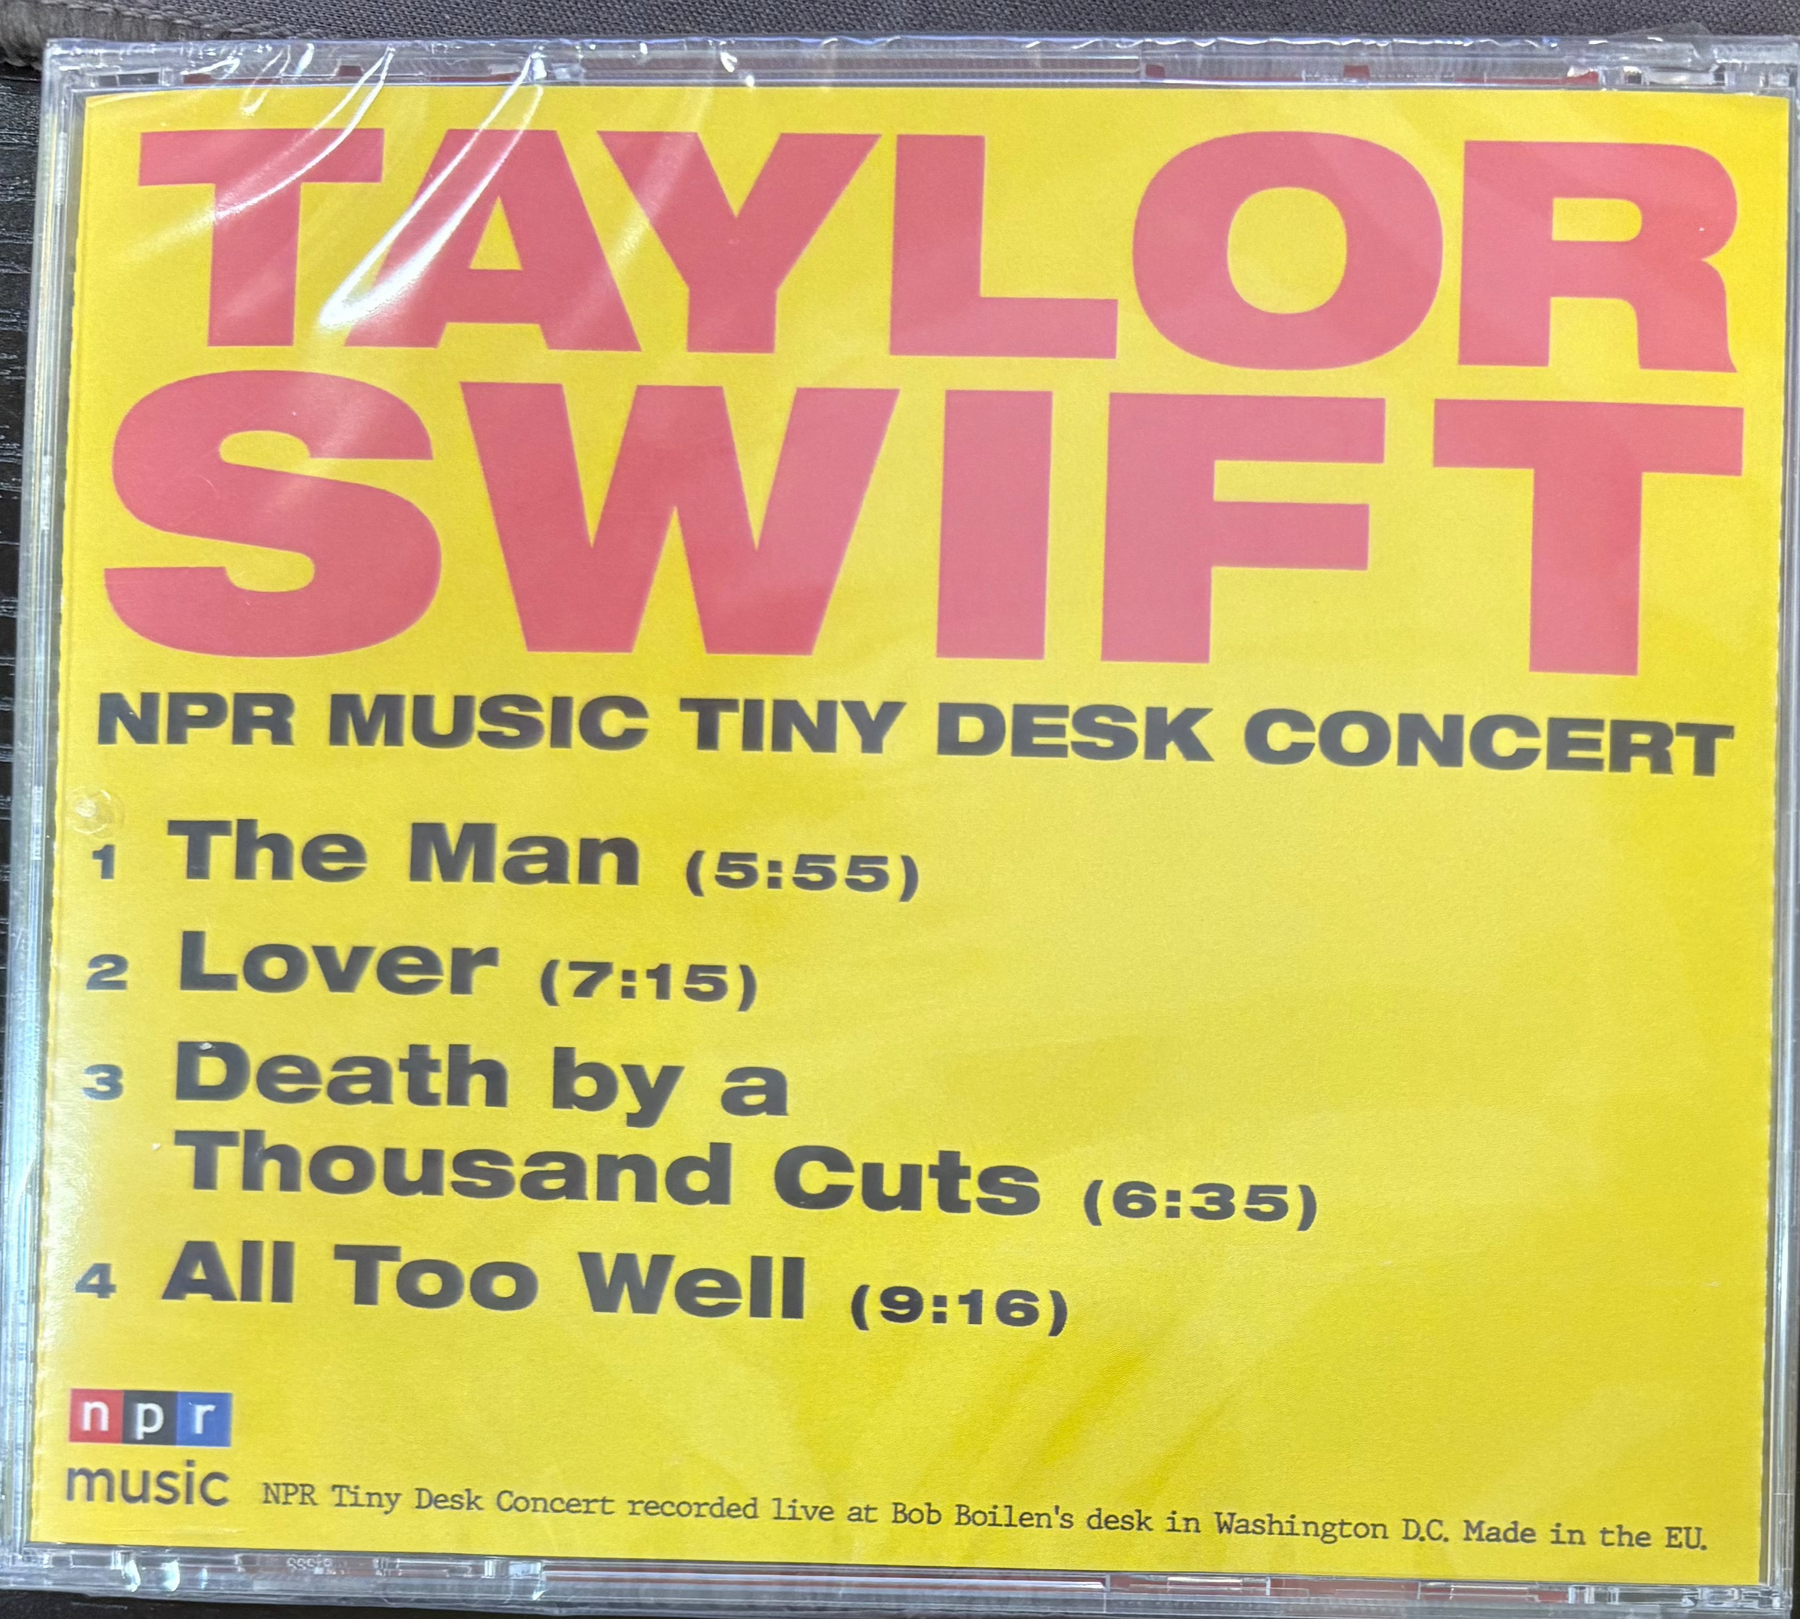 TAYLOR
SWIFT
NPR MUSIC TINY DESK CONCERT
1 The Man (5:55)
2 Lover (7:15)
3 Death by a
Thousand Cuts (6:35)
4 All Too Well (9:16)
npr
music
NPR Tiny Desk Concert recorded live at Bob Boilen's desk in Washington D.C. Made in the EU.